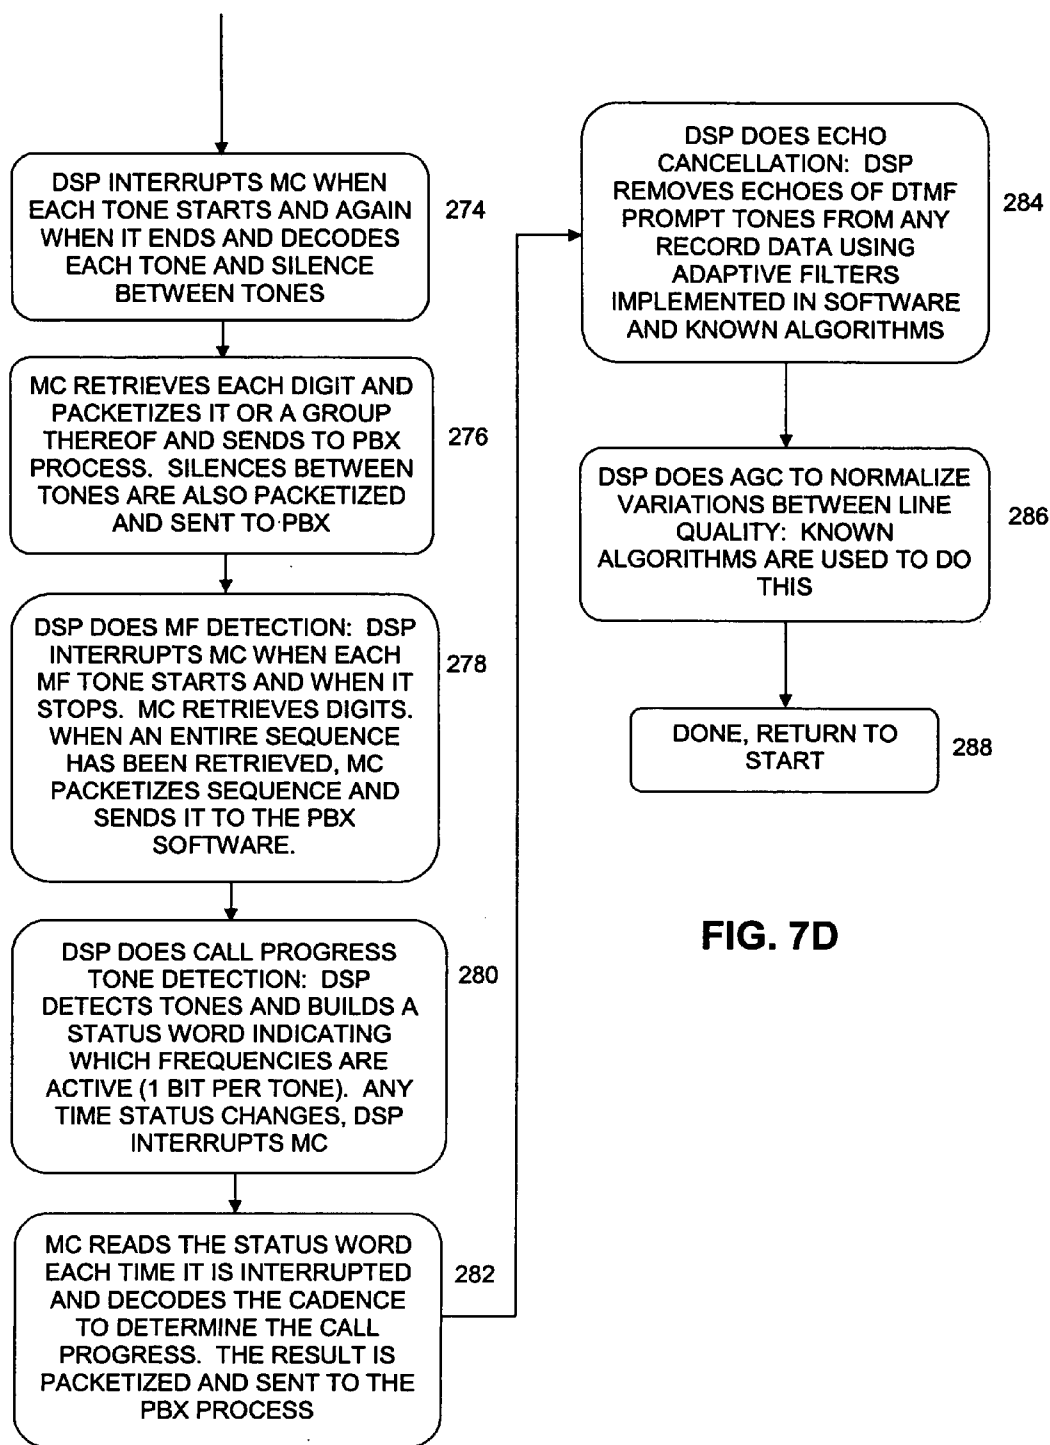 DSP INTERRUPTS MC WHEN
EACH TONE STARTS AND AGAIN
WHEN IT ENDS AND DECODES
EACH TONE AND SILENCE
BETWEEN TONES
274
MC RETRIEVES EACH DIGIT AND
PACKETIZES IT OR A GROUP
THEREOF AND SENDS TO PBX
PROCESS. SILENCES BETWEEN
TONES ARE ALSO PACKETIZED
AND SENT TO PBX
276
DSP DOES MF DETECTION: DSP
INTERRUPTS MC WHEN EACH
MF TONE STARTS AND WHEN IT
STOPS. MC RETRIEVES DIGITS.
WHEN AN ENTIRE SEQUENCE
HAS BEEN RETRIEVED, MC
PACKETIZES SEQUENCE AND
SENDS IT TO THE PBX
SOFTWARE.
278
DSP DOES CALL PROGRESS
TONE DETECTION: DSP
DETECTS TONES AND BUILDS A
STATUS WORD INDICATING
WHICH FREQUENCIES ARE
ACTIVE (1 BIT PER TONE). ANY
TIME STATUS CHANGES, DSP
INTERRUPTS MC
280
MC READS THE STATUS WORD
EACH TIME IT IS INTERRUPTED
AND DECODES THE CADENCE
TO DETERMINE THE CALL
PROGRESS. THE RESULT IS
PACKETIZED AND SENT TO THE
PBX PROCESS
282
DSP DOES ECHO
CANCELLATION: DSP
REMOVES ECHOES OF DTMF
PROMPT TONES FROM ANY
RECORD DATA USING
ADAPTIVE FILTERS
IMPLEMENTED IN SOFTWARE
AND KNOWN ALGORITHMS
284
DSP DOES AGC TO NORMALIZE
VARIATIONS BETWEEN LINE
QUALITY: KNOWN
ALGORITHMS ARE USED TO DO
THIS
286
DONE, RETURN TO
START
288
FIG. 7D